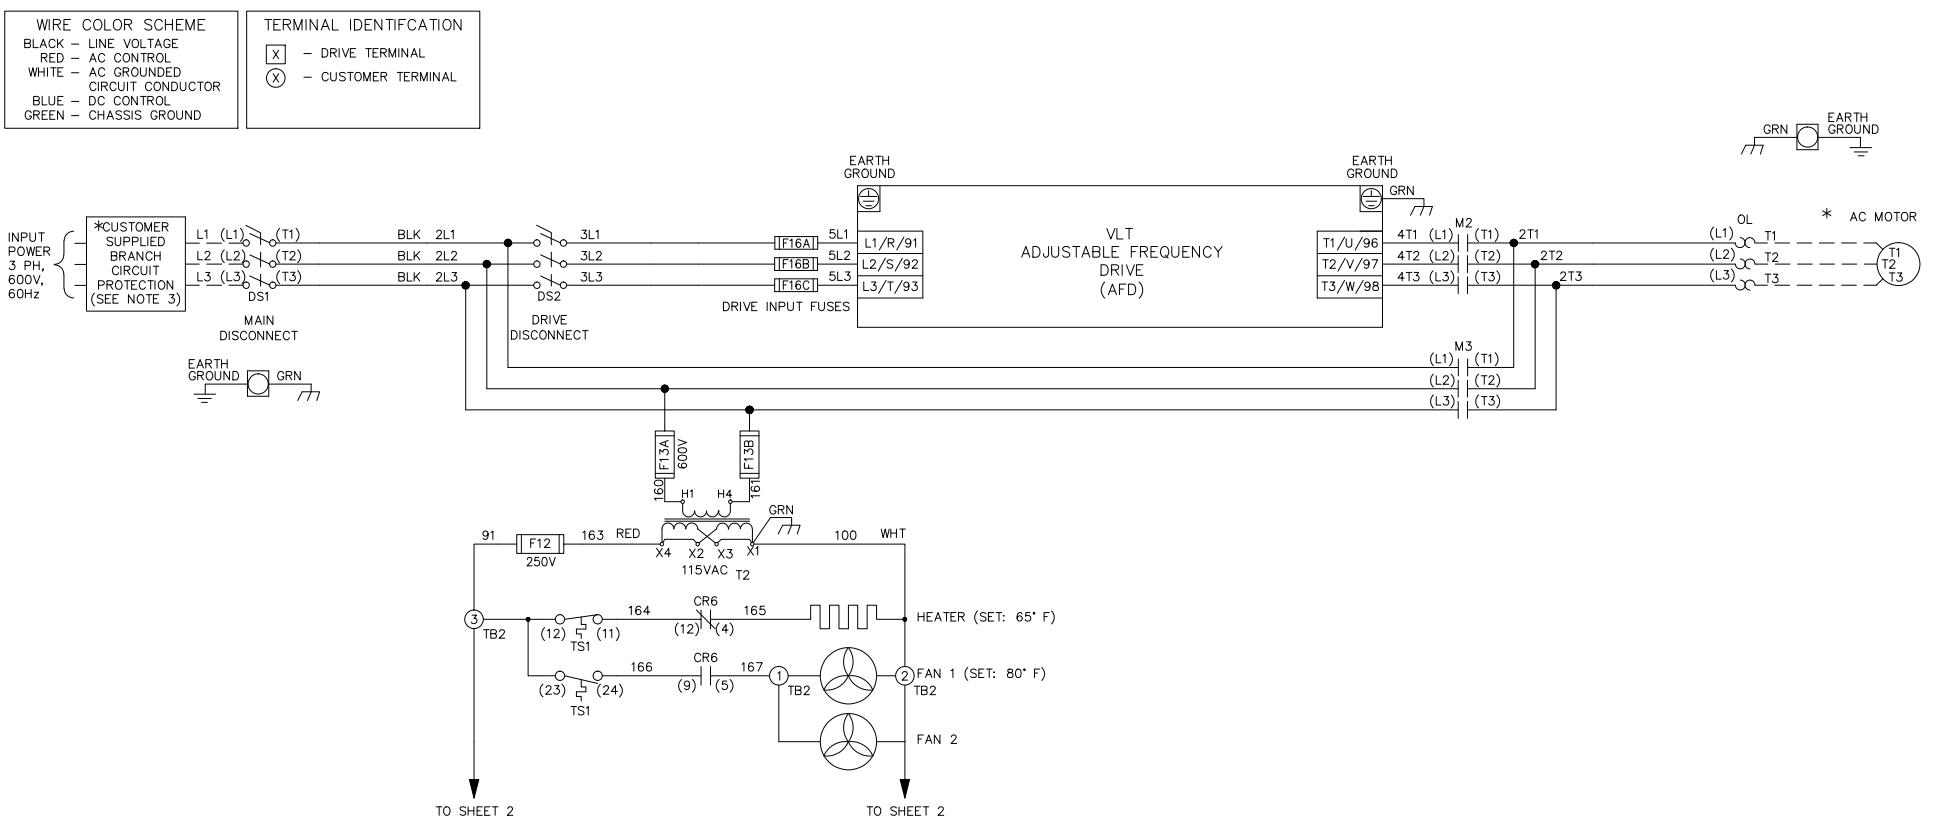 WIRE COLOR SCHEME
BLACK – LINE VOLTAGE
RED – AC CONTROL
WHITE – AC GROUNDED
CIRCUIT CONDUCTOR
BLUE – DC CONTROL
GREEN – CHASSIS GROUND
TERMINAL IDENTIFCATION
X – DRIVE TERMINAL
X – CUSTOMER TERMINAL
GRN
EARTH
GROUND
EARTH
GROUND
EARTH
GROUND
GRN
INPUT
POWER
3 PH,
600V,
60Hz
*CUSTOMER
SUPPLIED
BRANCH
CIRCUIT
PROTECTION
(SEE NOTE 3)
L1 (L1) (T1) BLK 2L1 3L1 F16A 5L1 L1/R/91
L2 (L2) (T2) BLK 2L2 3L2 F16B 5L2 L2/S/92
L3 (L3) (T3) BLK 2L3 3L3 F16C 5L3 L3/T/93
DS1
MAIN
DISCONNECT
DS2
DRIVE
DISCONNECT
DRIVE INPUT FUSES
VLT
ADJUSTABLE FREQUENCY
DRIVE
(AFD)
M2
OL
* AC MOTOR
T1/U/96 4T1 (L1) (T1) 2T1 (L1) T1 T1
T2/V/97 4T2 (L2) (T2) 2T2 (L2) T2 T2
T3/W/98 4T3 (L3) (T3) 2T3 (L3) T3 T3
M3
(L1) (T1)
(L2) (T2)
(L3) (T3)
EARTH
GROUND
GRN
F13A
600V
F13B
160
161
H1 H4
GRN
91 F12 163 RED
250V
X4 X2 X3 X1
100 WHT
115VAC T2
3
TB2
(12) (11)
TS1
164
CR6
(12) (4)
165
HEATER (SET: 65° F)
(23) (24)
TS1
166
CR6
(9) (5)
167
1
TB2
2
TB2
FAN 1 (SET: 80° F)
FAN 2
TO SHEET 2
TO SHEET 2